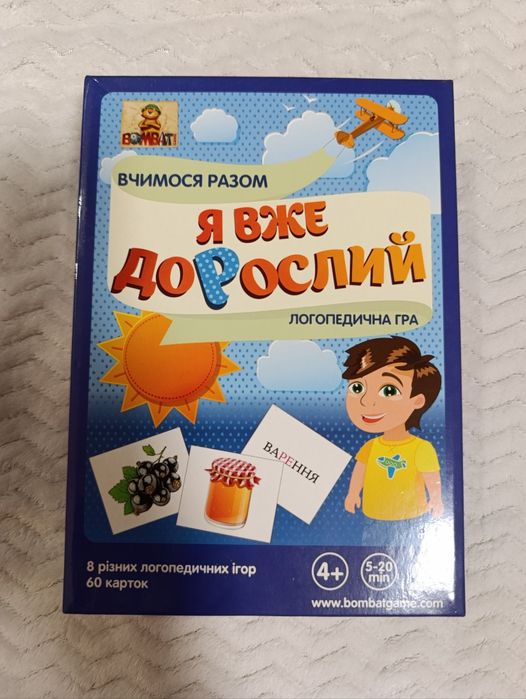 BOMBAT
ВЧИМОСЯ РАЗОМ
Я ВЖЕ
ДОРОСЛИЙ
ЛОГОПЕДИЧНА ГРА
ВАРЕННЯ
8 різних логопедичних ігор
60 карток
4+
5-20
min
www.bombatgame.com